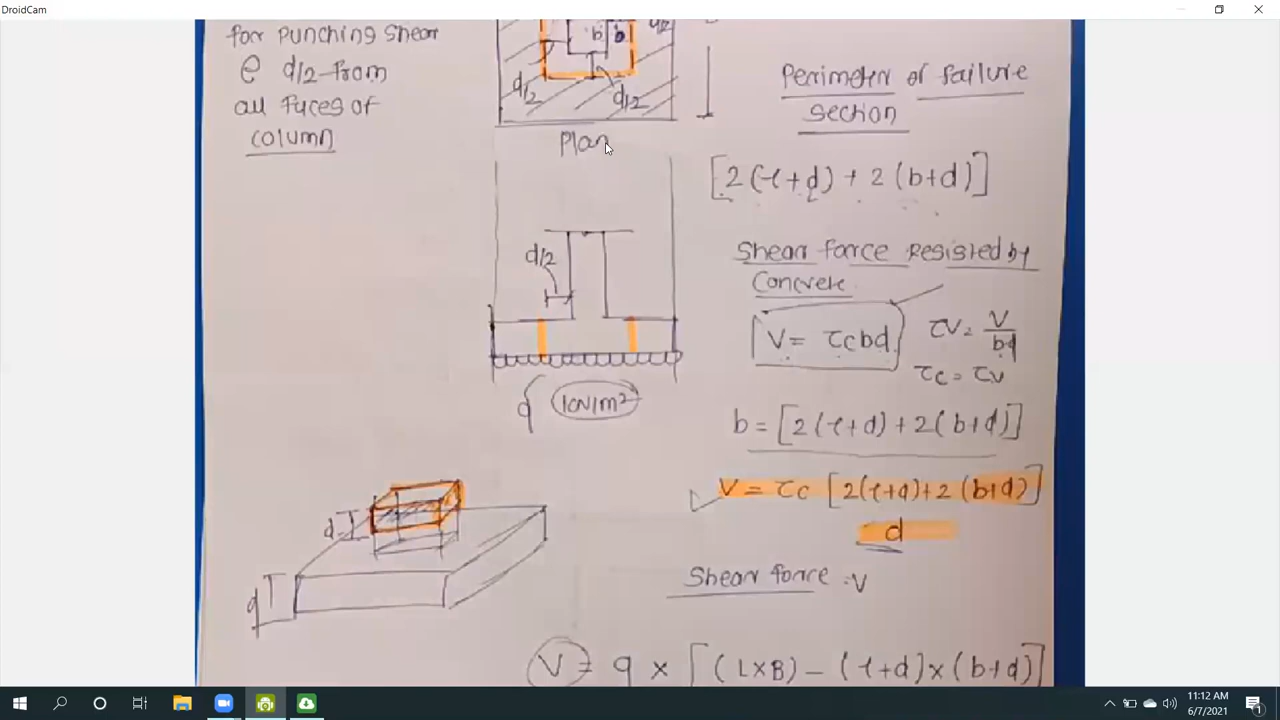 DroidCam
for punching shear
@ d/2 from
all faces of
column
b b d/2
d/2
d/2
Plan
Perimeter of failure
section
[2(l+d) + 2(b+d)]
Shear force Resisted by
Concrete
V = τcbd
τv = V/bd
τc = τv
b = [2(l+d) + 2(b+d)]
V = τc [2(l+d)+2(b+d)]
d
d/2
q kN/m²
d
d
Shear force = V
V = q × [(L×B) - (l+d)×(b+d)]
11:12 AM
6/7/2021
1